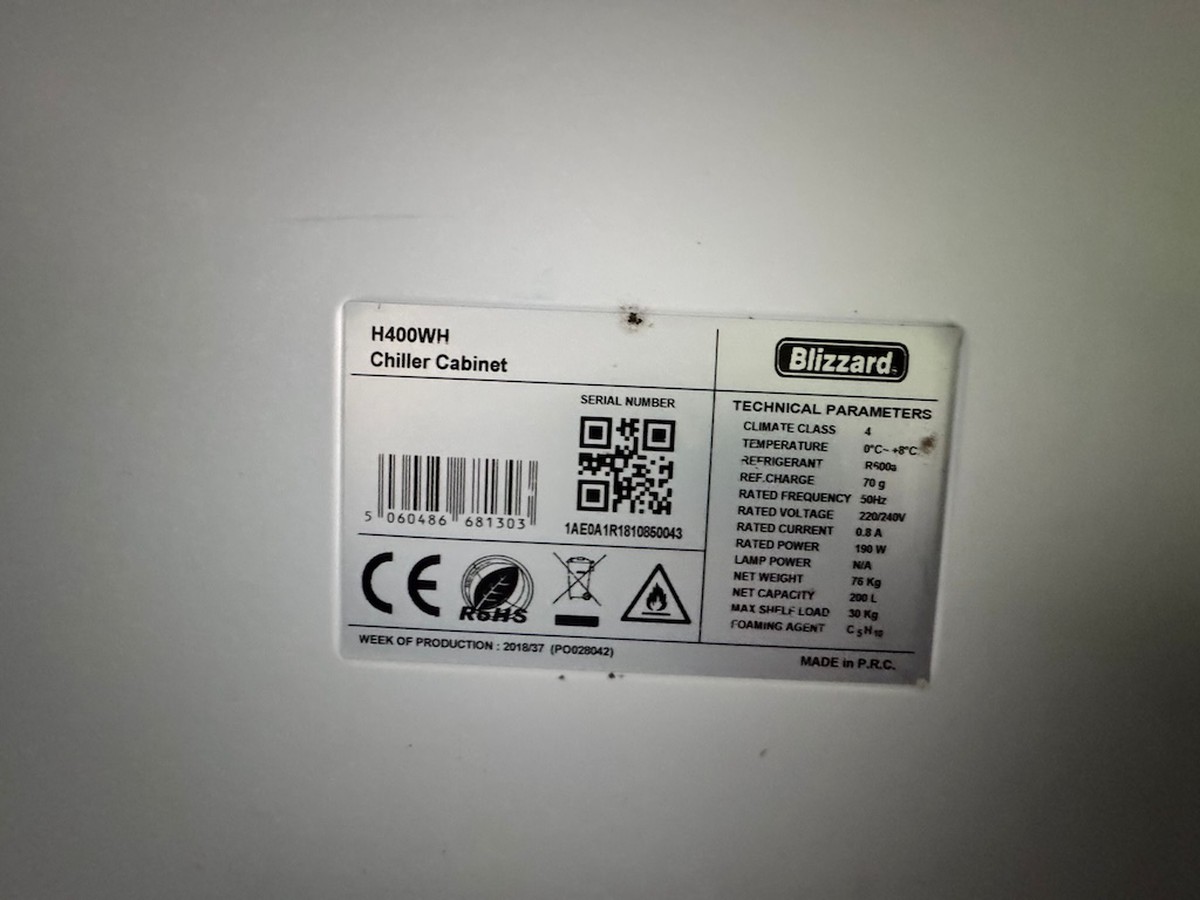 H400WH
Chiller Cabinet
Blizzard
SERIAL NUMBER
5 060486 681303
1AE0A1R1810850043
CE
RoHS
WEEK OF PRODUCTION : 2018/37 (PO028042)
TECHNICAL PARAMETERS
CLIMATE CLASS 4
TEMPERATURE 0°C~ +8°C
REFRIGERANT R600a
REF.CHARGE 70 g
RATED FREQUENCY 50Hz
RATED VOLTAGE 220/240V
RATED CURRENT 0.8 A
RATED POWER 190 W
LAMP POWER N/A
NET WEIGHT 76 Kg
NET CAPACITY 200 L
MAX SHELF LOAD 30 Kg
FOAMING AGENT C5H10
MADE in P.R.C.